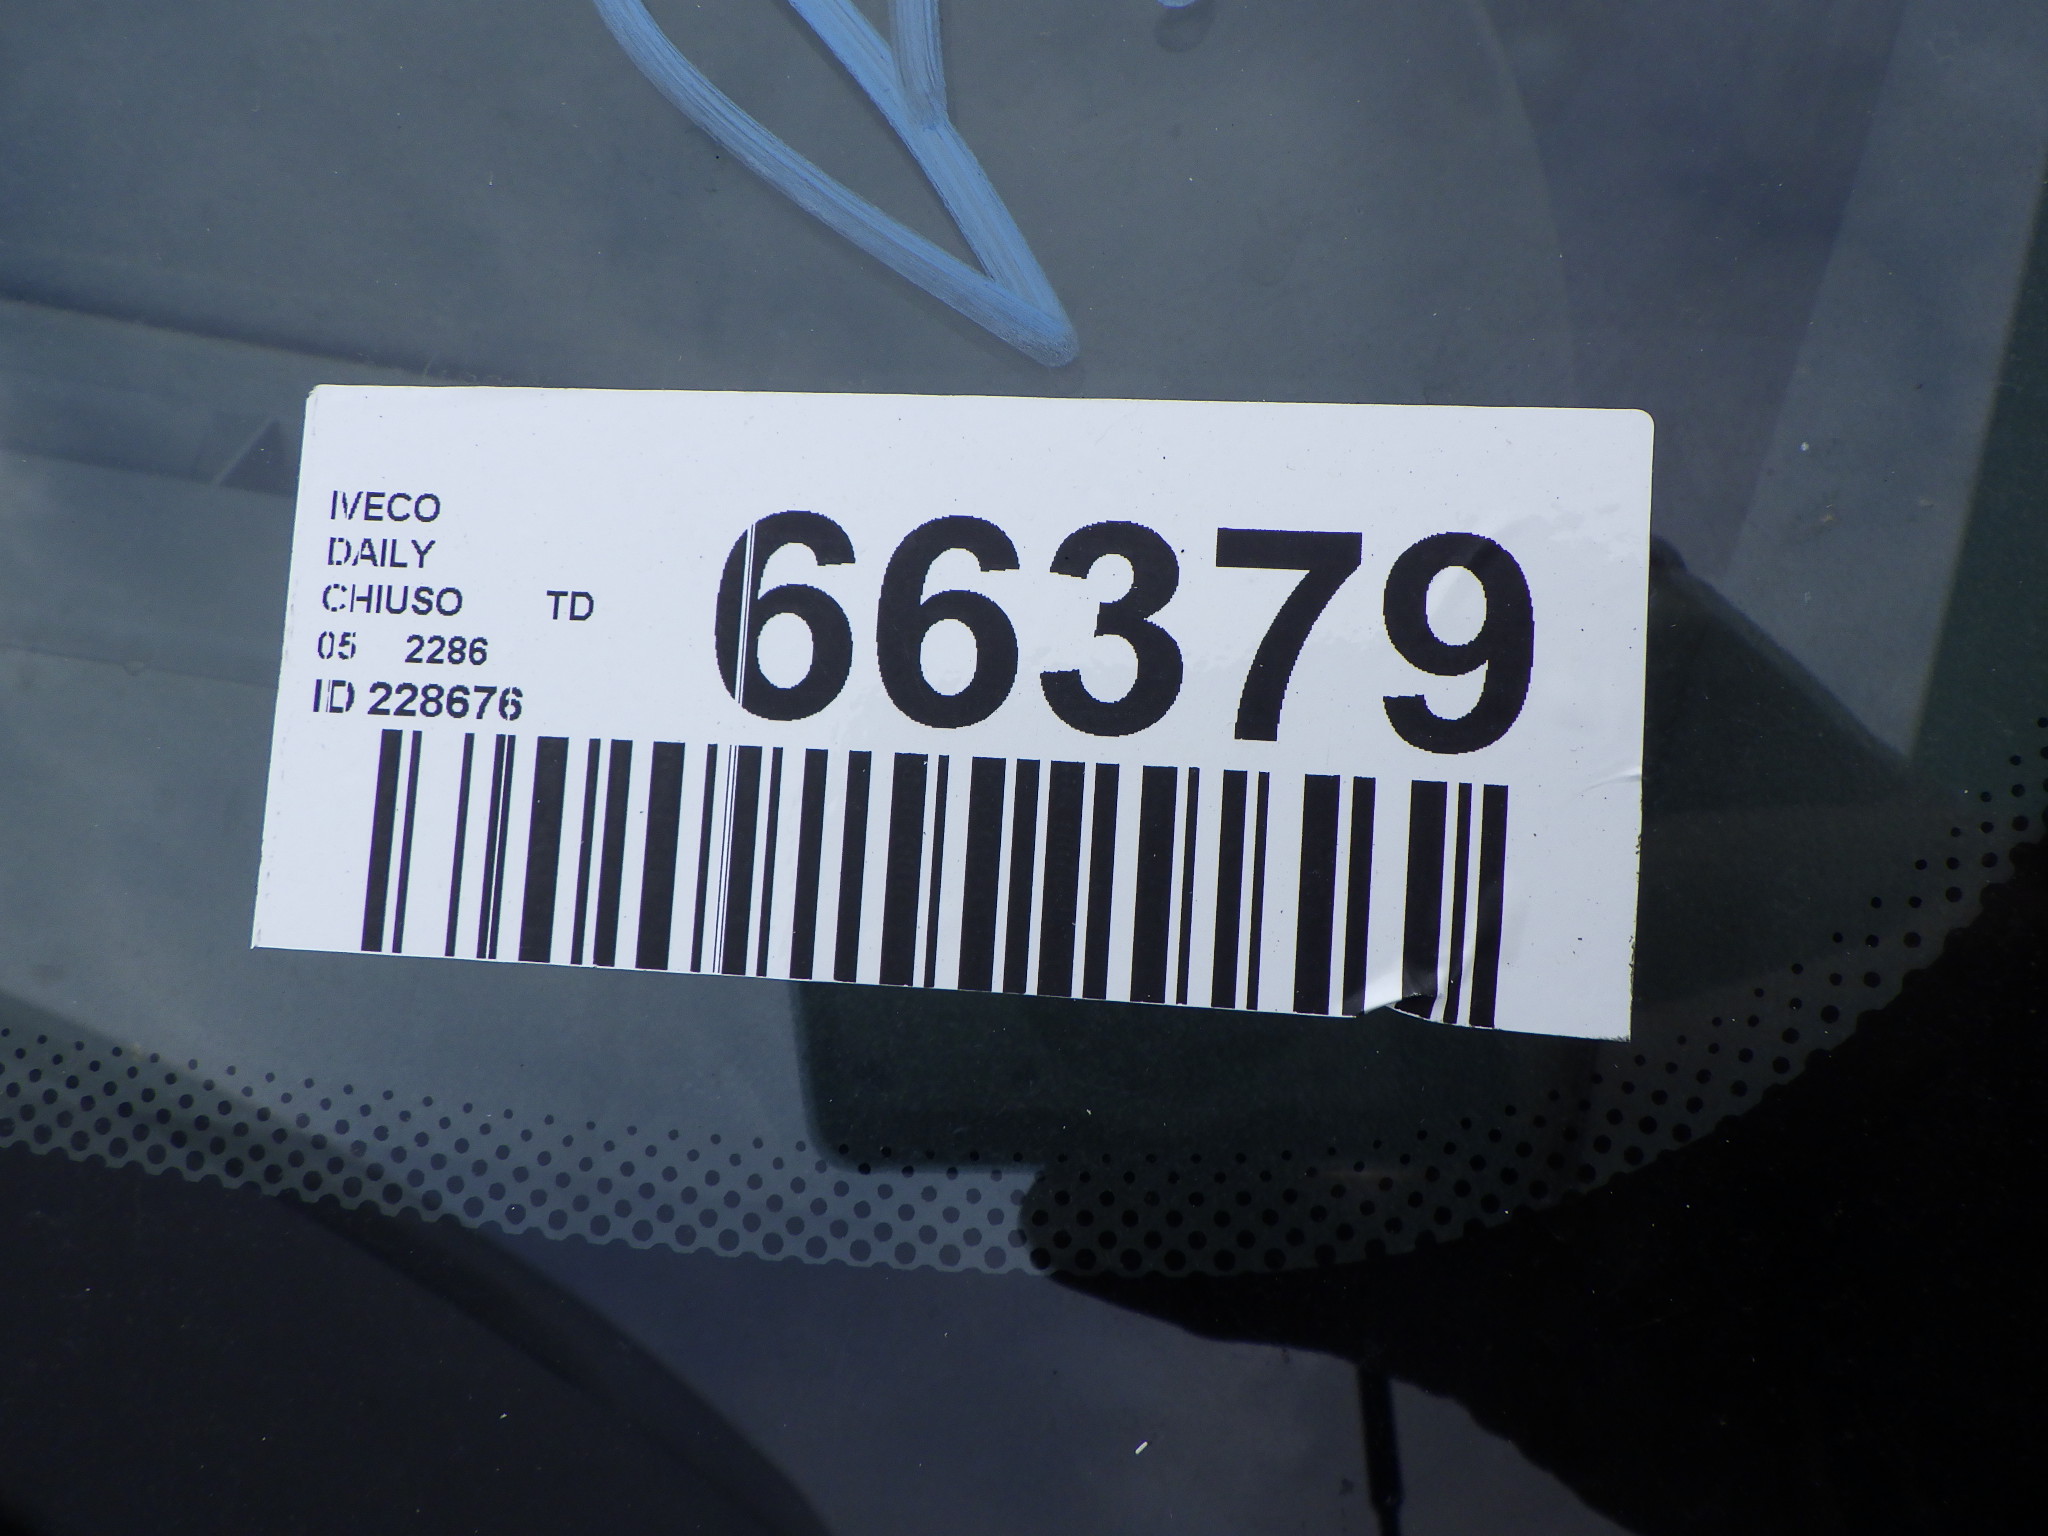 IVECO
DAILY
CHIUSO TD
05 2286
ID 228676
66379